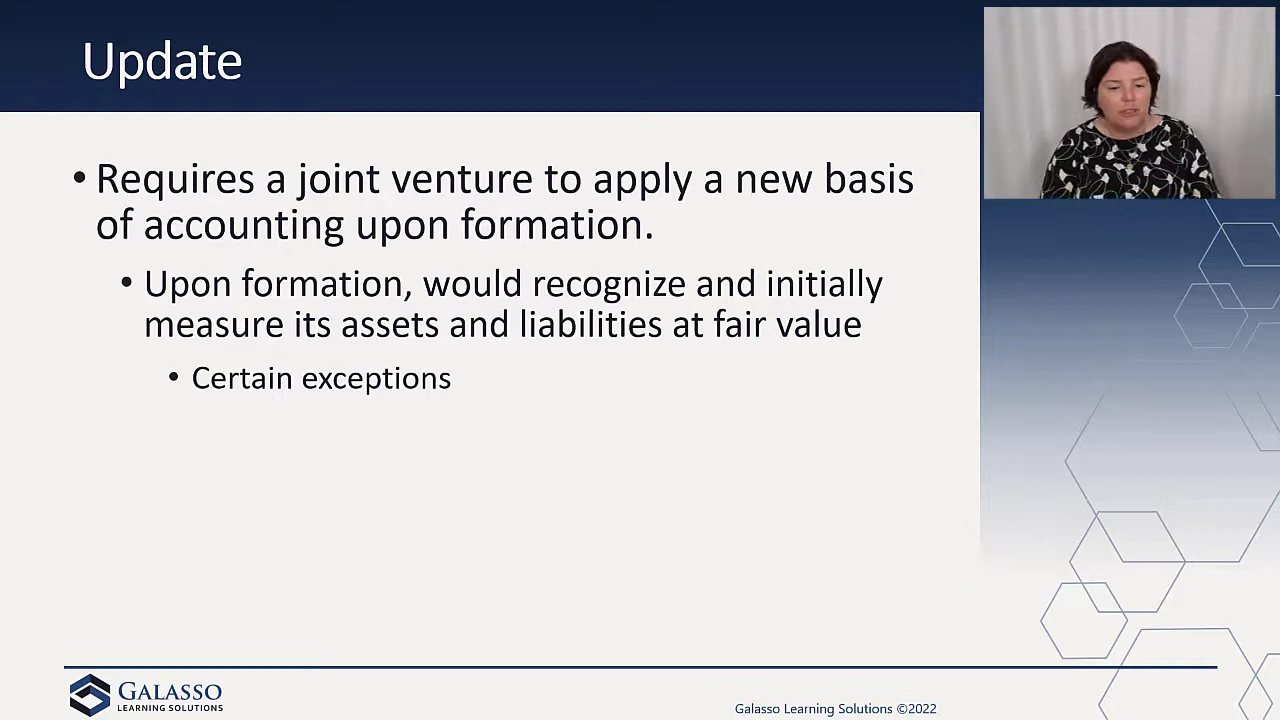 Update
• Requires a joint venture to apply a new basis
of accounting upon formation.
• Upon formation, would recognize and initially
measure its assets and liabilities at fair value
• Certain exceptions
GALASSO
LEARNING SOLUTIONS
Galasso Learning Solutions ©2022